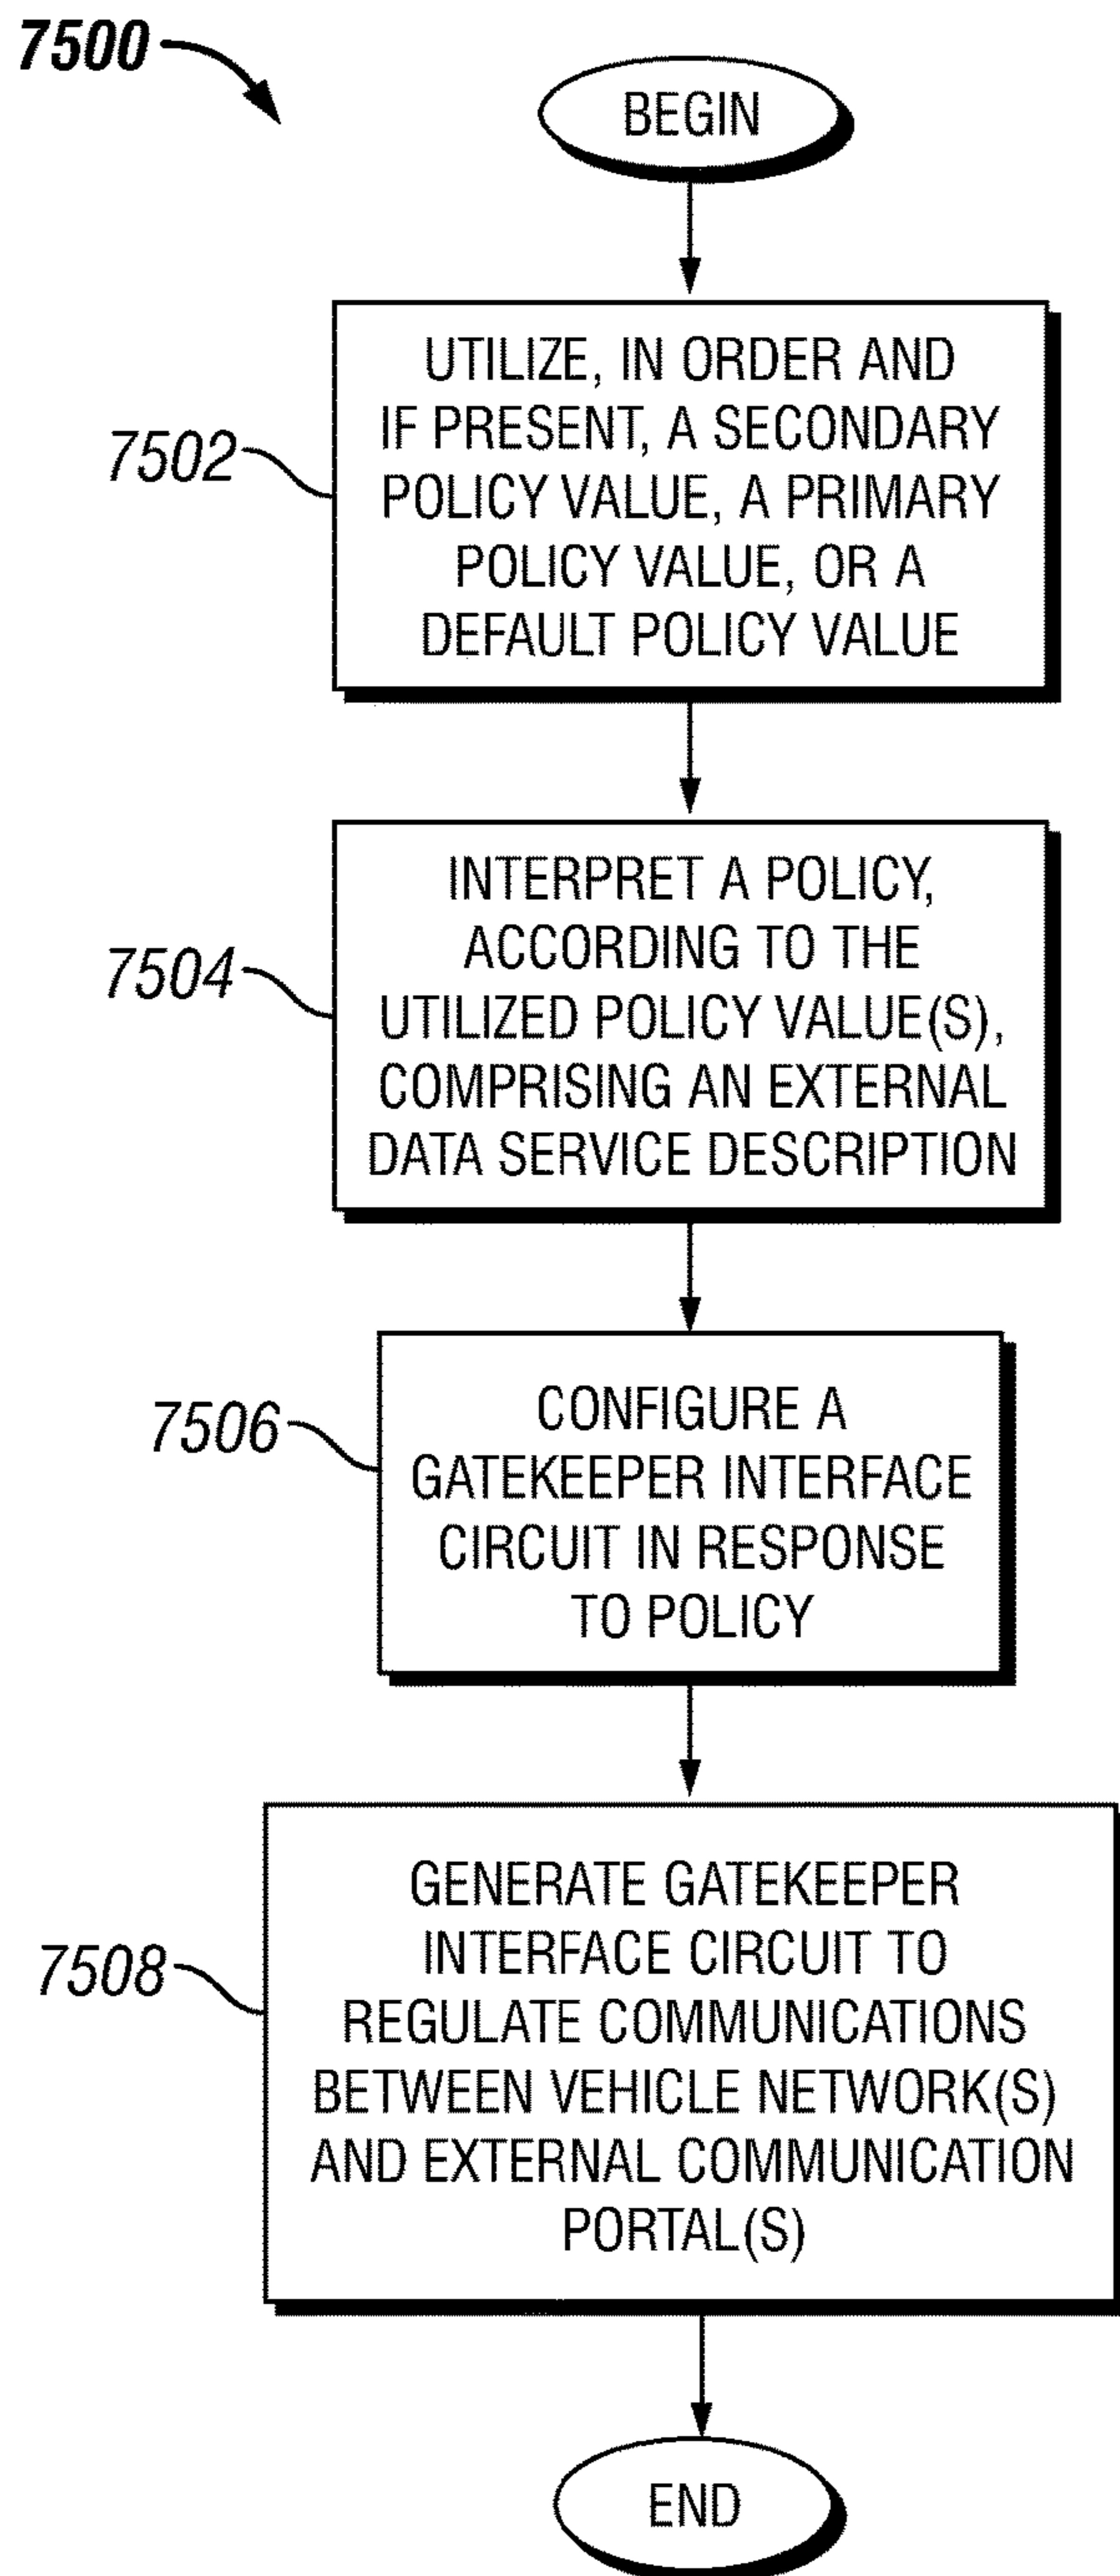 7500
BEGIN
UTILIZE, IN ORDER AND
IF PRESENT, A SECONDARY
POLICY VALUE, A PRIMARY
POLICY VALUE, OR A
DEFAULT POLICY VALUE
7502
INTERPRET A POLICY,
ACCORDING TO THE
UTILIZED POLICY VALUE(S),
COMPRISING AN EXTERNAL
DATA SERVICE DESCRIPTION
7504
CONFIGURE A
GATEKEEPER INTERFACE
CIRCUIT IN RESPONSE
TO POLICY
7506
GENERATE GATEKEEPER
INTERFACE CIRCUIT TO
REGULATE COMMUNICATIONS
BETWEEN VEHICLE NETWORK(S)
AND EXTERNAL COMMUNICATION
PORTAL(S)
7508
END